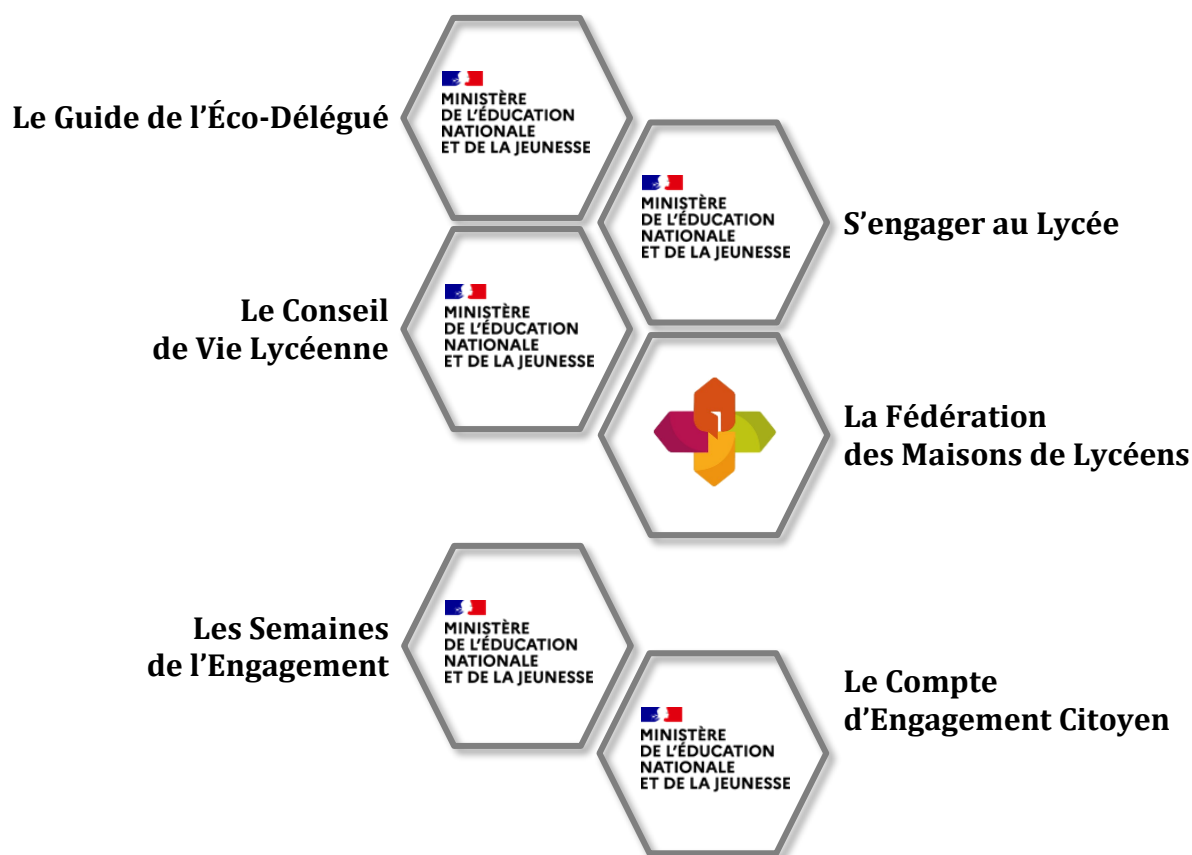 Le Guide de l’Éco-Délégué
MINISTÈRE
DE L’ÉDUCATION
NATIONALE
ET DE LA JEUNESSE
MINISTÈRE
DE L’ÉDUCATION
NATIONALE
ET DE LA JEUNESSE
S’engager au Lycée
Le Conseil
de Vie Lycéenne
MINISTÈRE
DE L’ÉDUCATION
NATIONALE
ET DE LA JEUNESSE
La Fédération
des Maisons de Lycéens
Les Semaines
de l’Engagement
MINISTÈRE
DE L’ÉDUCATION
NATIONALE
ET DE LA JEUNESSE
MINISTÈRE
DE L’ÉDUCATION
NATIONALE
ET DE LA JEUNESSE
Le Compte
d’Engagement Citoyen